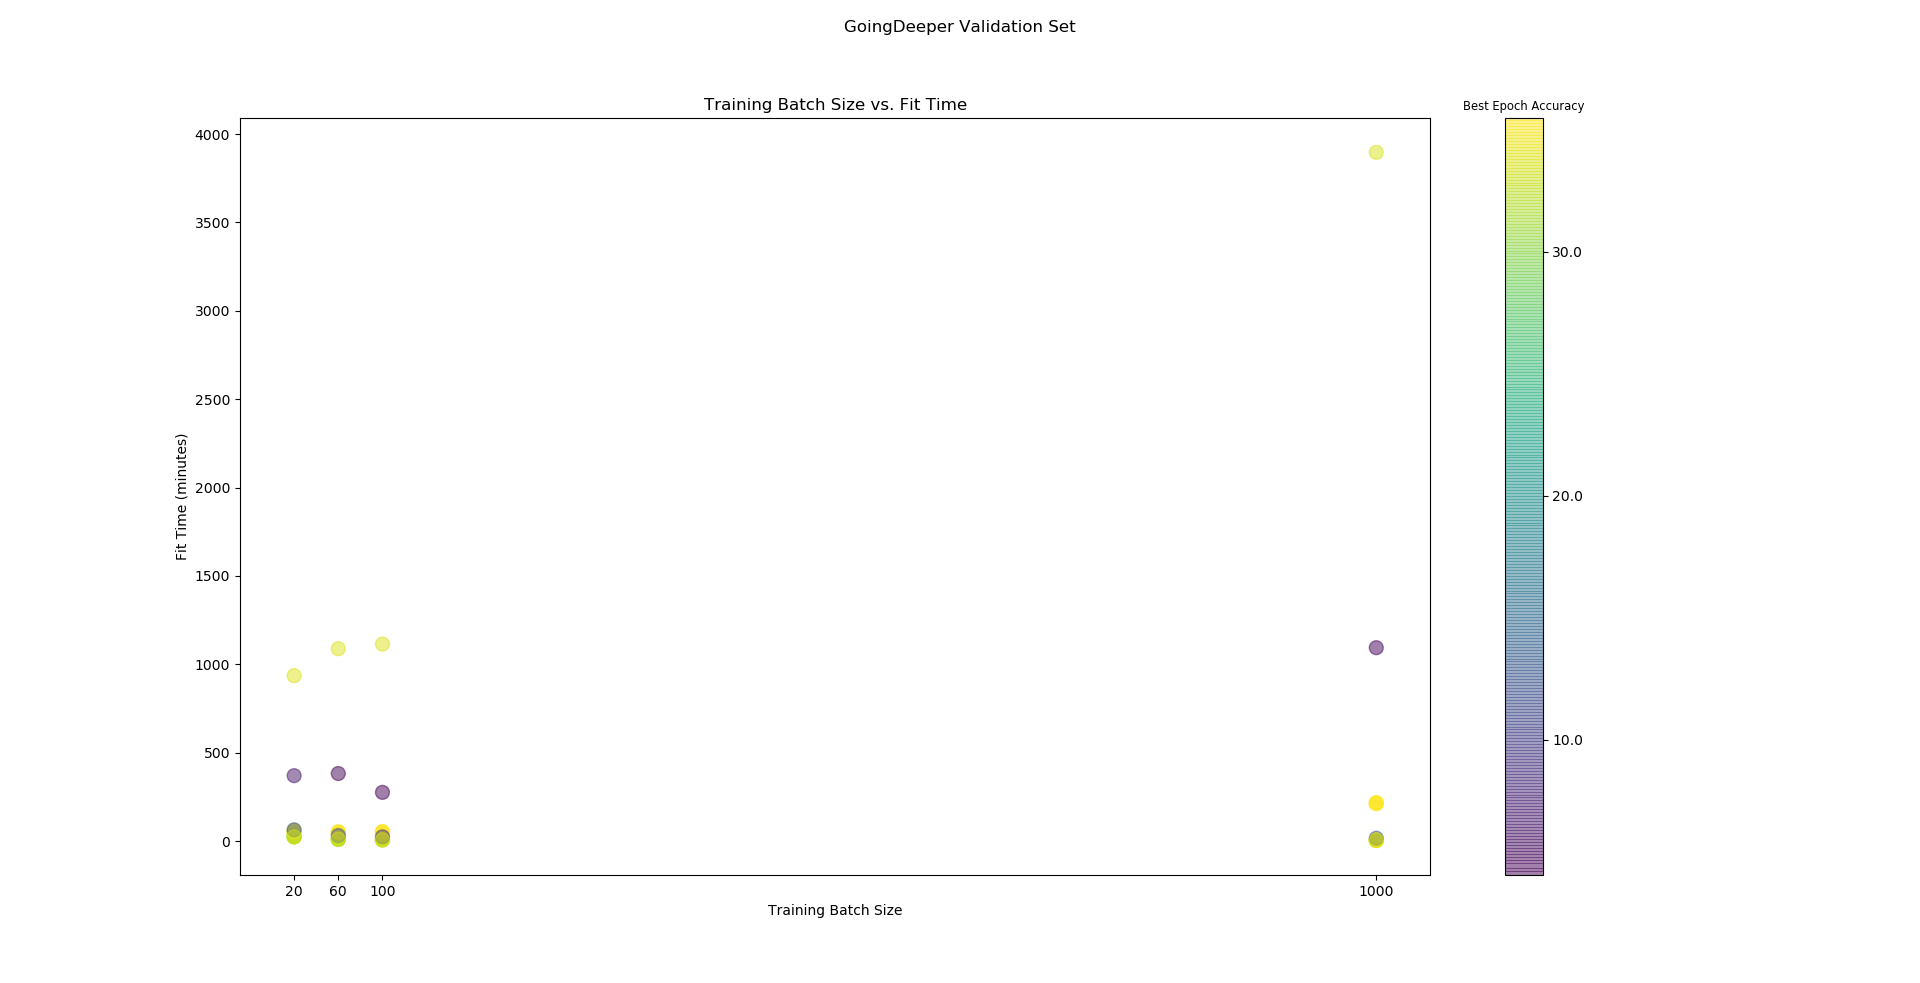 GoingDeeper Validation Set
Training Batch Size vs. Fit Time
Best Epoch Accuracy
4000
3500
3000
2500
2000
1500
1000
500
0
Fit Time (minutes)
20 60 100 1000
Training Batch Size
30.0
20.0
10.0